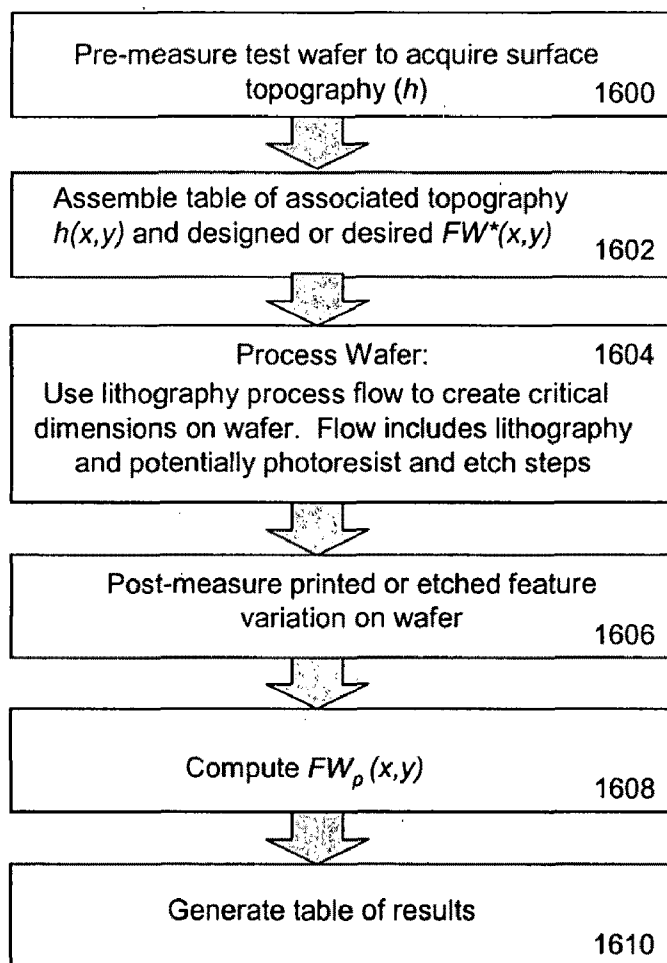 Pre-measure test wafer to acquire surface
topography (h)
1600
Assemble table of associated topography
h(x,y) and designed or desired FW*(x,y)
1602
Process Wafer:
1604
Use lithography process flow to create critical
dimensions on wafer. Flow includes lithography
and potentially photoresist and etch steps
Post-measure printed or etched feature
variation on wafer
1606
Compute FWρ (x,y)
1608
Generate table of results
1610